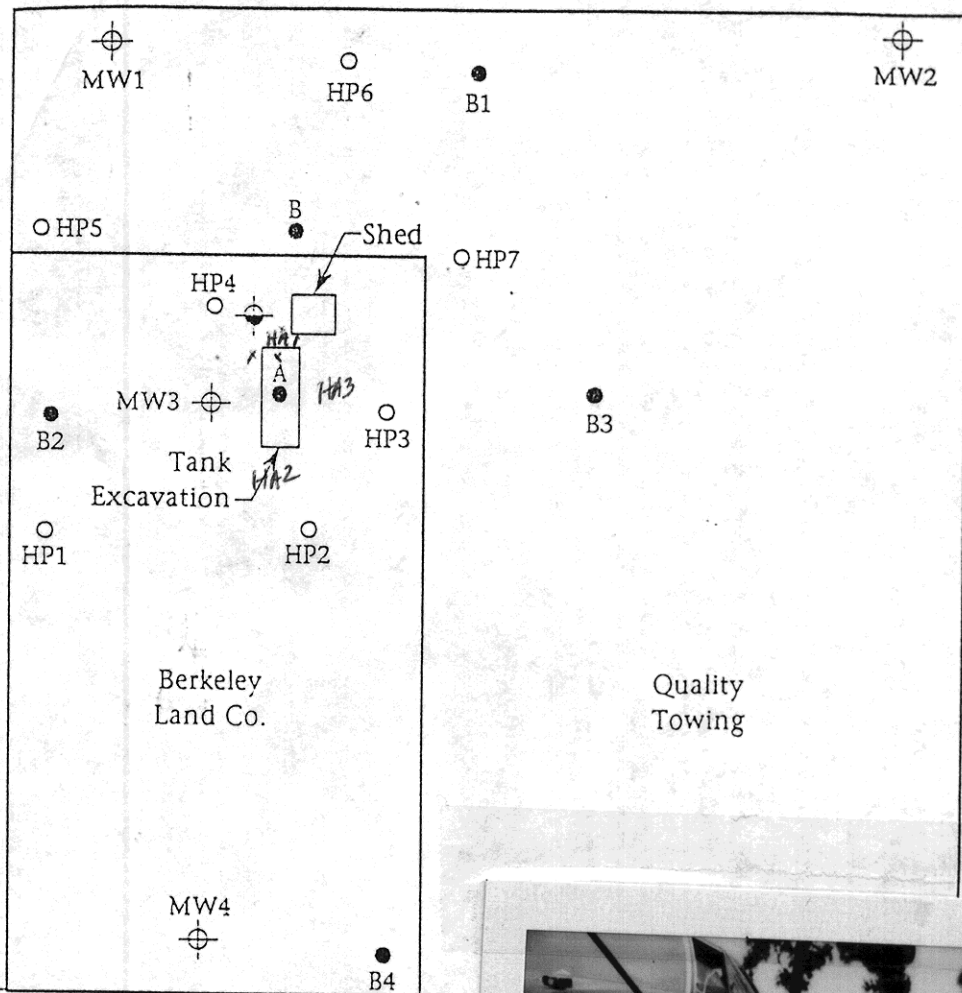 MW1
HP6
B1
MW2
HP5
B
Shed
HP7
HP4
HA1
A
HA3
MW3
B2
HP3
B3
Tank
Excavation
HA2
HP1
HP2
Berkeley
Land Co.
Quality
Towing
MW4
B4